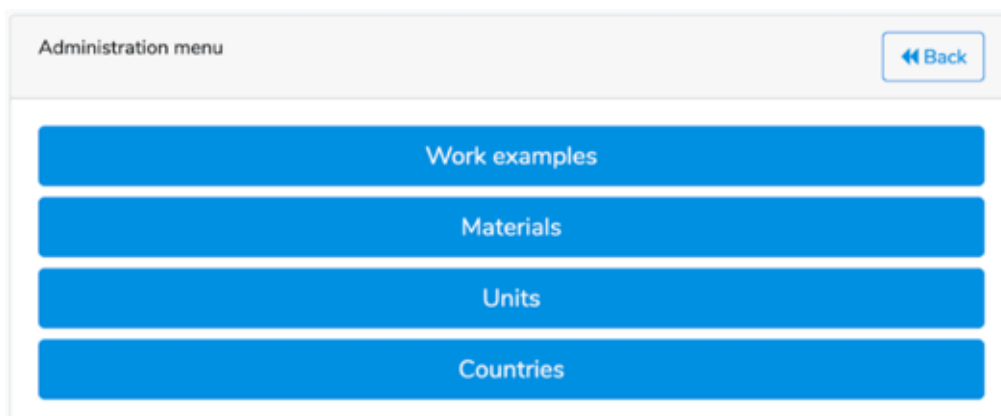 Administration menu
Back
Work examples
Materials
Units
Countries